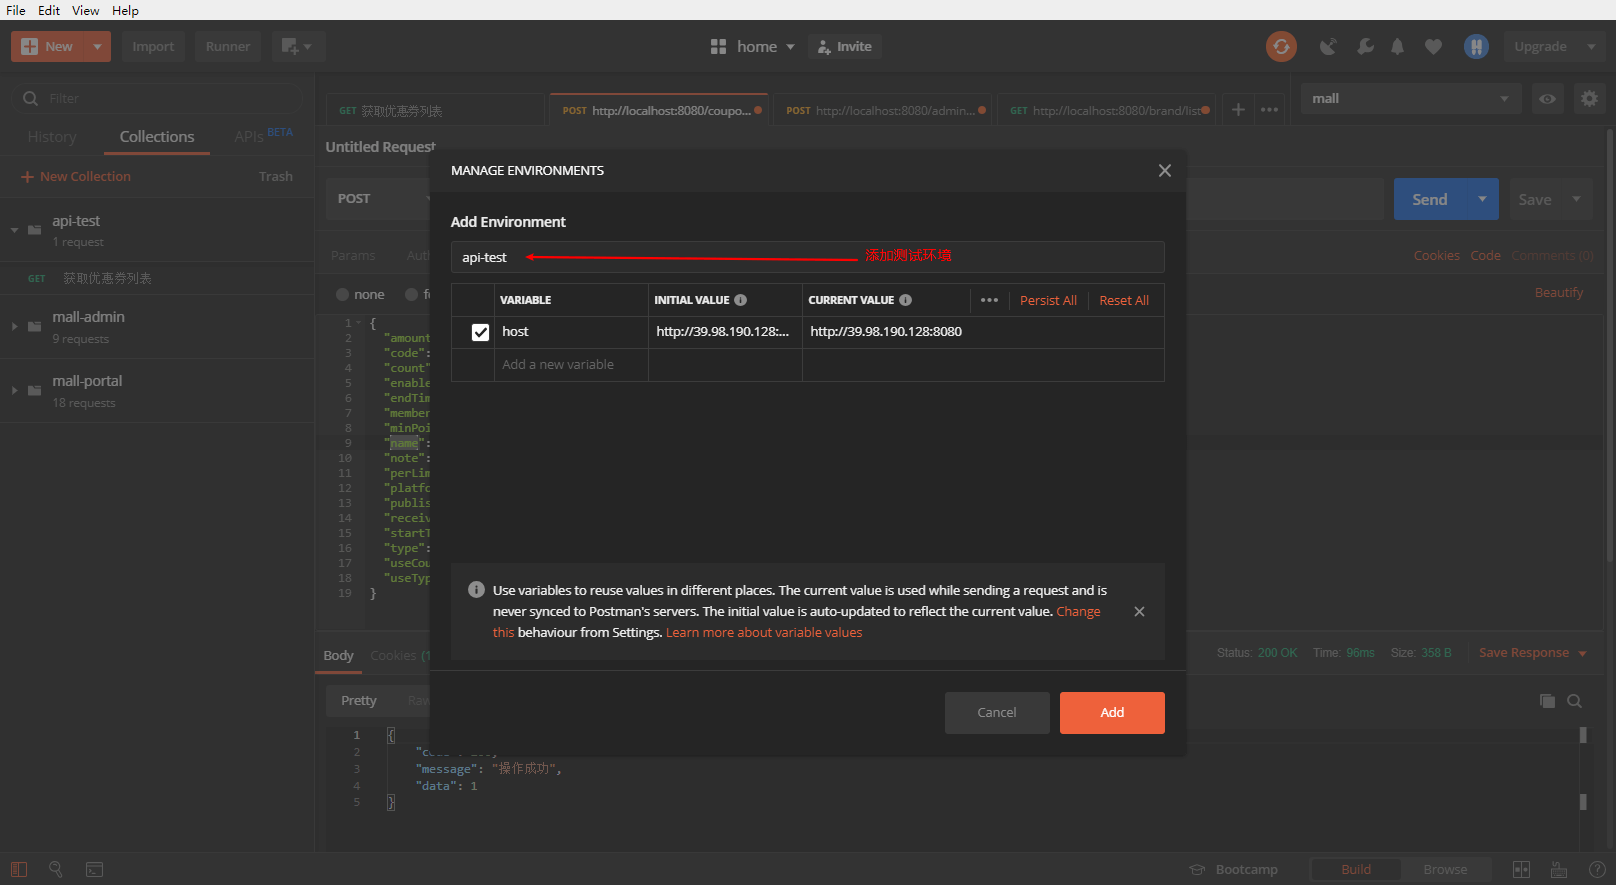 File Edit View Help
New Import Runner home Invite Upgrade
Filter
History Collections APIs BETA
New Collection Trash
api-test
1 request
GET 获取优惠券列表
mall-admin
9 requests
mall-portal
18 requests
GET 获取优惠券列表 POST http://localhost:8080/coupo... POST http://localhost:8080/admin... GET http://localhost:8080/brand/list mall
Untitled Request
POST Send Save
Params Cookies Code Comments (0)
none Beautify
MANAGE ENVIRONMENTS
Add Environment
api-test 添加测试环境
VARIABLE INITIAL VALUE CURRENT VALUE Persist All Reset All
host http://39.98.190.128:... http://39.98.190.128:8080
Add a new variable
Use variables to reuse values in different places. The current value is used while sending a request and is
never synced to Postman's servers. The initial value is auto-updated to reflect the current value. Change
this behaviour from Settings. Learn more about variable values
Cancel Add
1 {
2 "amount
3 "code":
4 "count"
5 "enable
6 "endTim
7 "member
8 "minPoi
9 "name":
10 "note":
11 "perLim
12 "platfo
13 "publis
14 "receiv
15 "startT
16 "type":
17 "useCou
18 "useTyp
19 }
Body Cookies (1 Status: 200 OK Time: 96ms Size: 358 B Save Response
Pretty Raw
1 {
2
3 "message": "操作成功",
4 "data": 1
5 }
Bootcamp Build Browse